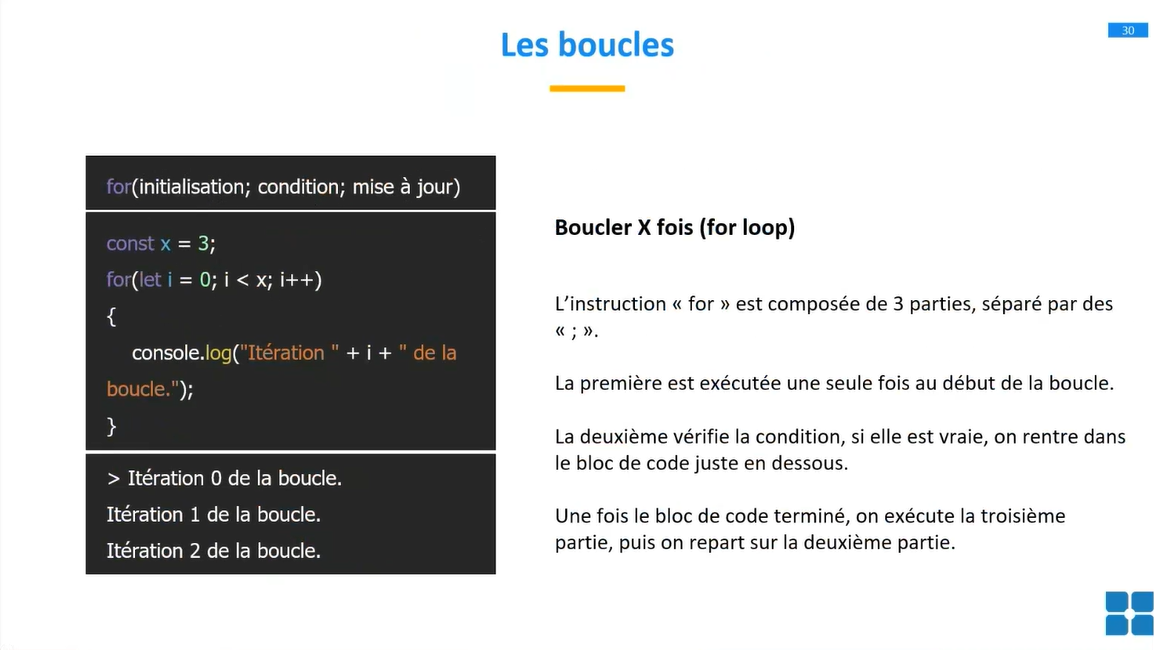 Les boucles
30
for(initialisation; condition; mise à jour)
const x = 3;
for(let i = 0; i < x; i++)
{
console.log("Itération " + i + " de la
boucle.");
}
> Itération 0 de la boucle.
Itération 1 de la boucle.
Itération 2 de la boucle.
Boucler X fois (for loop)
L’instruction « for » est composée de 3 parties, séparé par des
« ; ».
La première est exécutée une seule fois au début de la boucle.
La deuxième vérifie la condition, si elle est vraie, on rentre dans
le bloc de code juste en dessous.
Une fois le bloc de code terminé, on exécute la troisième
partie, puis on repart sur la deuxième partie.